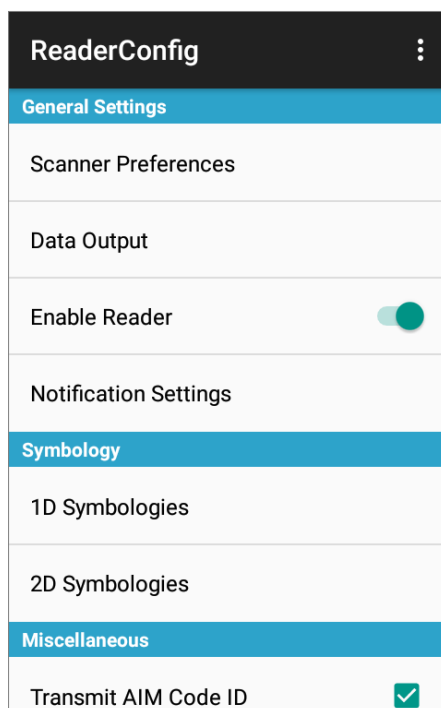 ReaderConfig
General Settings
Scanner Preferences
Data Output
Enable Reader
Notification Settings
Symbology
1D Symbologies
2D Symbologies
Miscellaneous
Transmit AIM Code ID